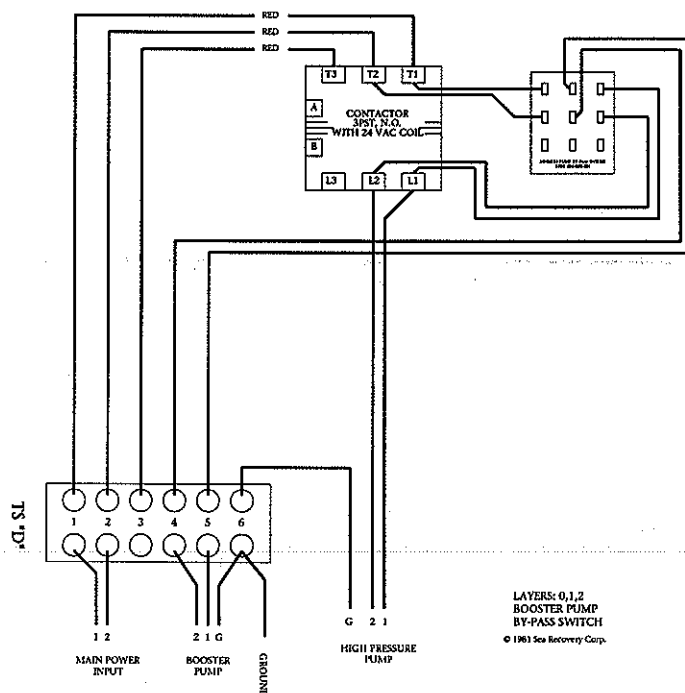 RED
RED
RED
T3 T2 T1
A
CONTACTOR
3PST, N.O.
WITH 24 VAC COIL
B
L3 L2 L1
TS "D"
1 2 3 4 5 6
1 2
2 1 G
G 2 1
MAIN POWER
INPUT
BOOSTER
PUMP
GROUN
HIGH PRESSURE
PUMP
LAYERS: 0,1,2
BOOSTER PUMP
BY-PASS SWITCH
© 1981 Sea Recovery Corp.